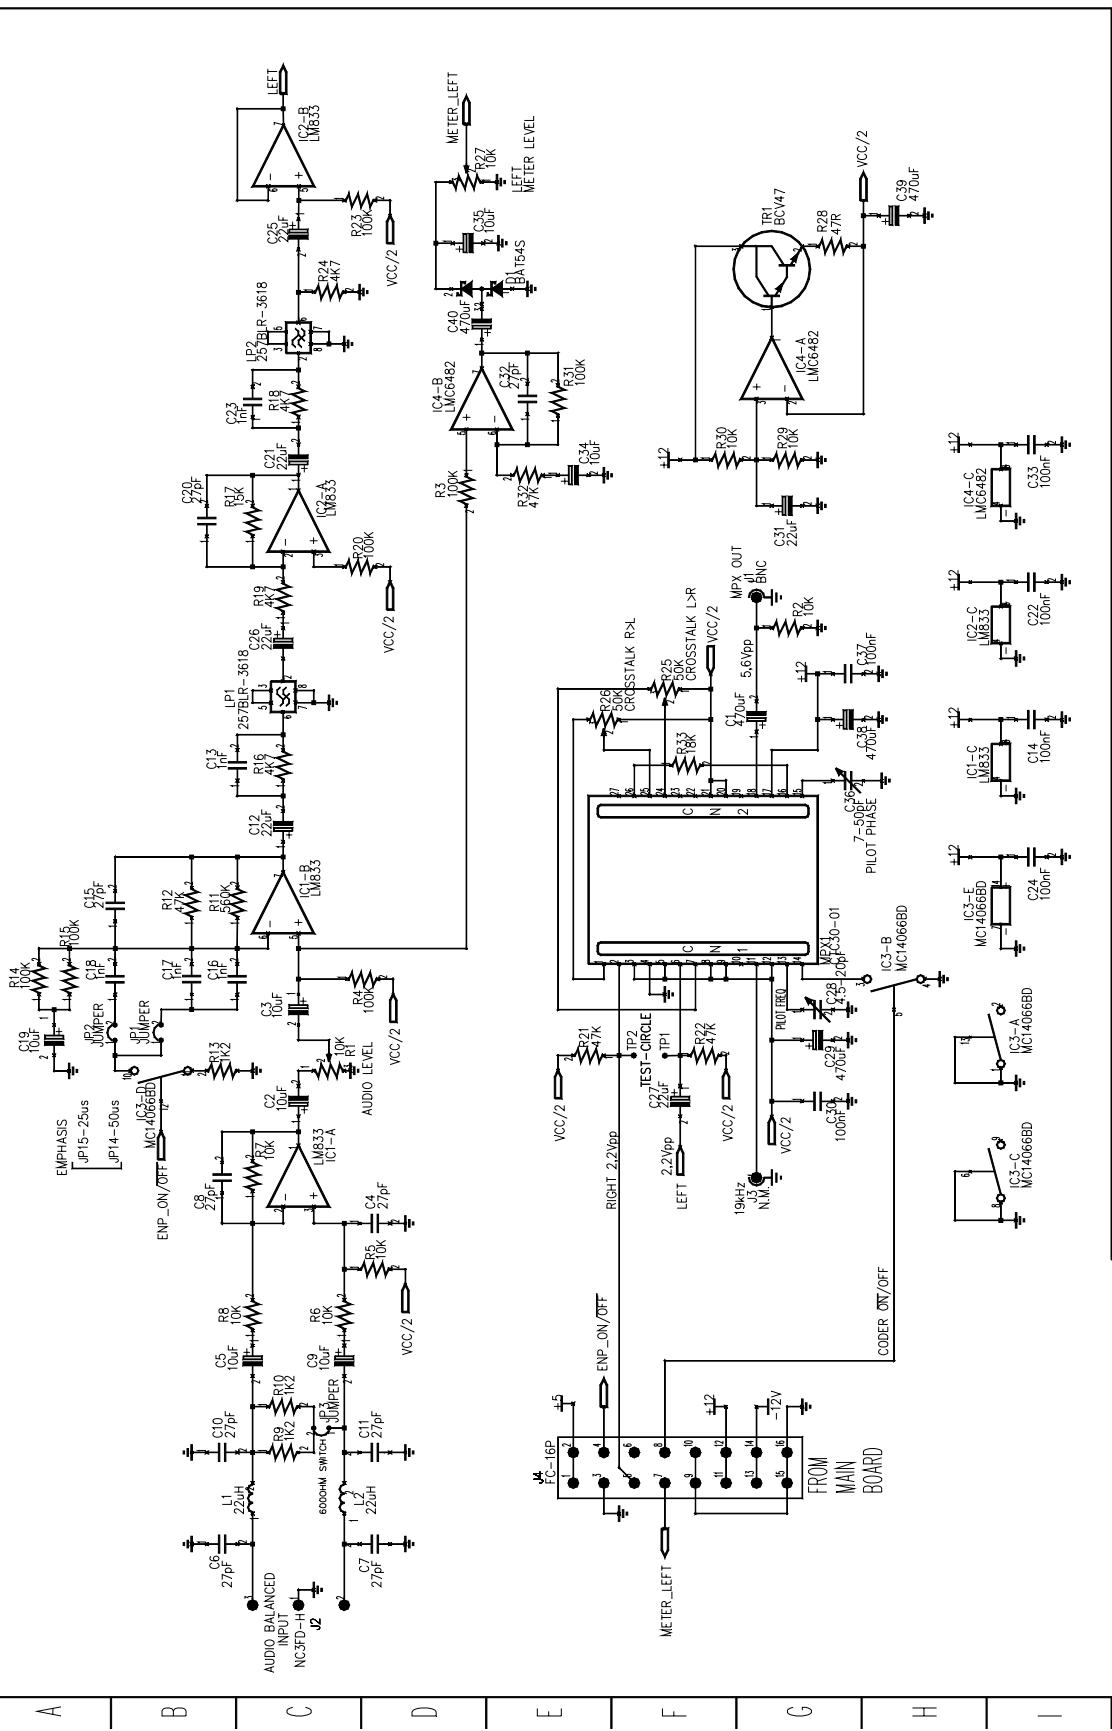 LEFT
IC2-B
LM833
C25
22uF
R23
100K
VCC/2
R24
4K7
LP2
257BLR-3618
C23
1nF
R18
4K7
C21
22uF
C20
27pF
R17
15K
IC2-A
LM833
R20
100K
VCC/2
R19
4K7
C26
22uF
LP1
257BLR-3618
C13
1nF
R16
4K7
C12
22uF
C15
27pF
R12
47K
R11
560K
IC1-B
LM833
R14
100K
R15
100K
C18
1nF
C17
1nF
C16
1nF
C19
10uF
JP2
JUMPER
JP1
JUMPER
R13
1K2
IC3-D
MC14066BD
EMPHASIS
JP15-25us
JP14-50us
ENP_ON/OFF
C3
10uF
R4
100K
VCC/2
R1
10K
AUDIO LEVEL
C2
10uF
C8
27pF
R7
10K
LM833
IC1-A
C4
27pF
R5
10K
VCC/2
R8
10K
R6
10K
C5
10uF
C9
10uF
R10
1K2
R9
1K2
JP3
JUMPER
600OHM SWITCH
C10
27pF
C11
27pF
L1
22uH
L2
22uH
C6
27pF
C7
27pF
AUDIO BALANCED
INPUT
NC3FD-H
J2
METER_LEFT
R27
10K
LEFT
METER LEVEL
C35
10uF
D1
BAT54S
C40
470uF
IC4-B
LMC6482
C32
27pF
R31
100K
R3
100K
R32
47K
C34
10uF
VCC/2
C39
470uF
TR1
BCV47
R28
47R
IC4-A
LMC6482
+12
R30
10K
R29
10K
C31
22uF
MPX OUT
J1
BNC
R2
10K
5,6Vpp
C1
470uF
CROSSTALK R>L
R26
50K
R25
50K
CROSSTALK L>R
VCC/2
R33
18K
+12
C37
100nF
C38
470uF
C36
7-50pF
PILOT PHASE
CN2
CN1
MPX1
C30-01
PILOT FREQ
C28
4.5-20pF
C29
470uF
C30
100nF
VCC/2
R21
47K
VCC/2
TP2
TEST-CIRCLE
TP1
R22
47K
VCC/2
C27
22uF
RIGHT 2,2Vpp
2,2Vpp
LEFT
19kHz
J3
N.M.
IC3-B
MC14066BD
CODER ON/OFF
+5
ENP_ON/OFF
+12
-12V
J4
FC-16P
FROM
MAIN
BOARD
METER_LEFT
+12
IC4-C
LMC6482
C33
100nF
+12
IC2-C
LM833
C22
100nF
+12
IC1-C
LM833
C14
100nF
+12
IC3-E
MC14066BD
C24
100nF
IC3-A
MC14066BD
IC3-C
MC14066BD
A
B
C
D
E
F
G
H
I